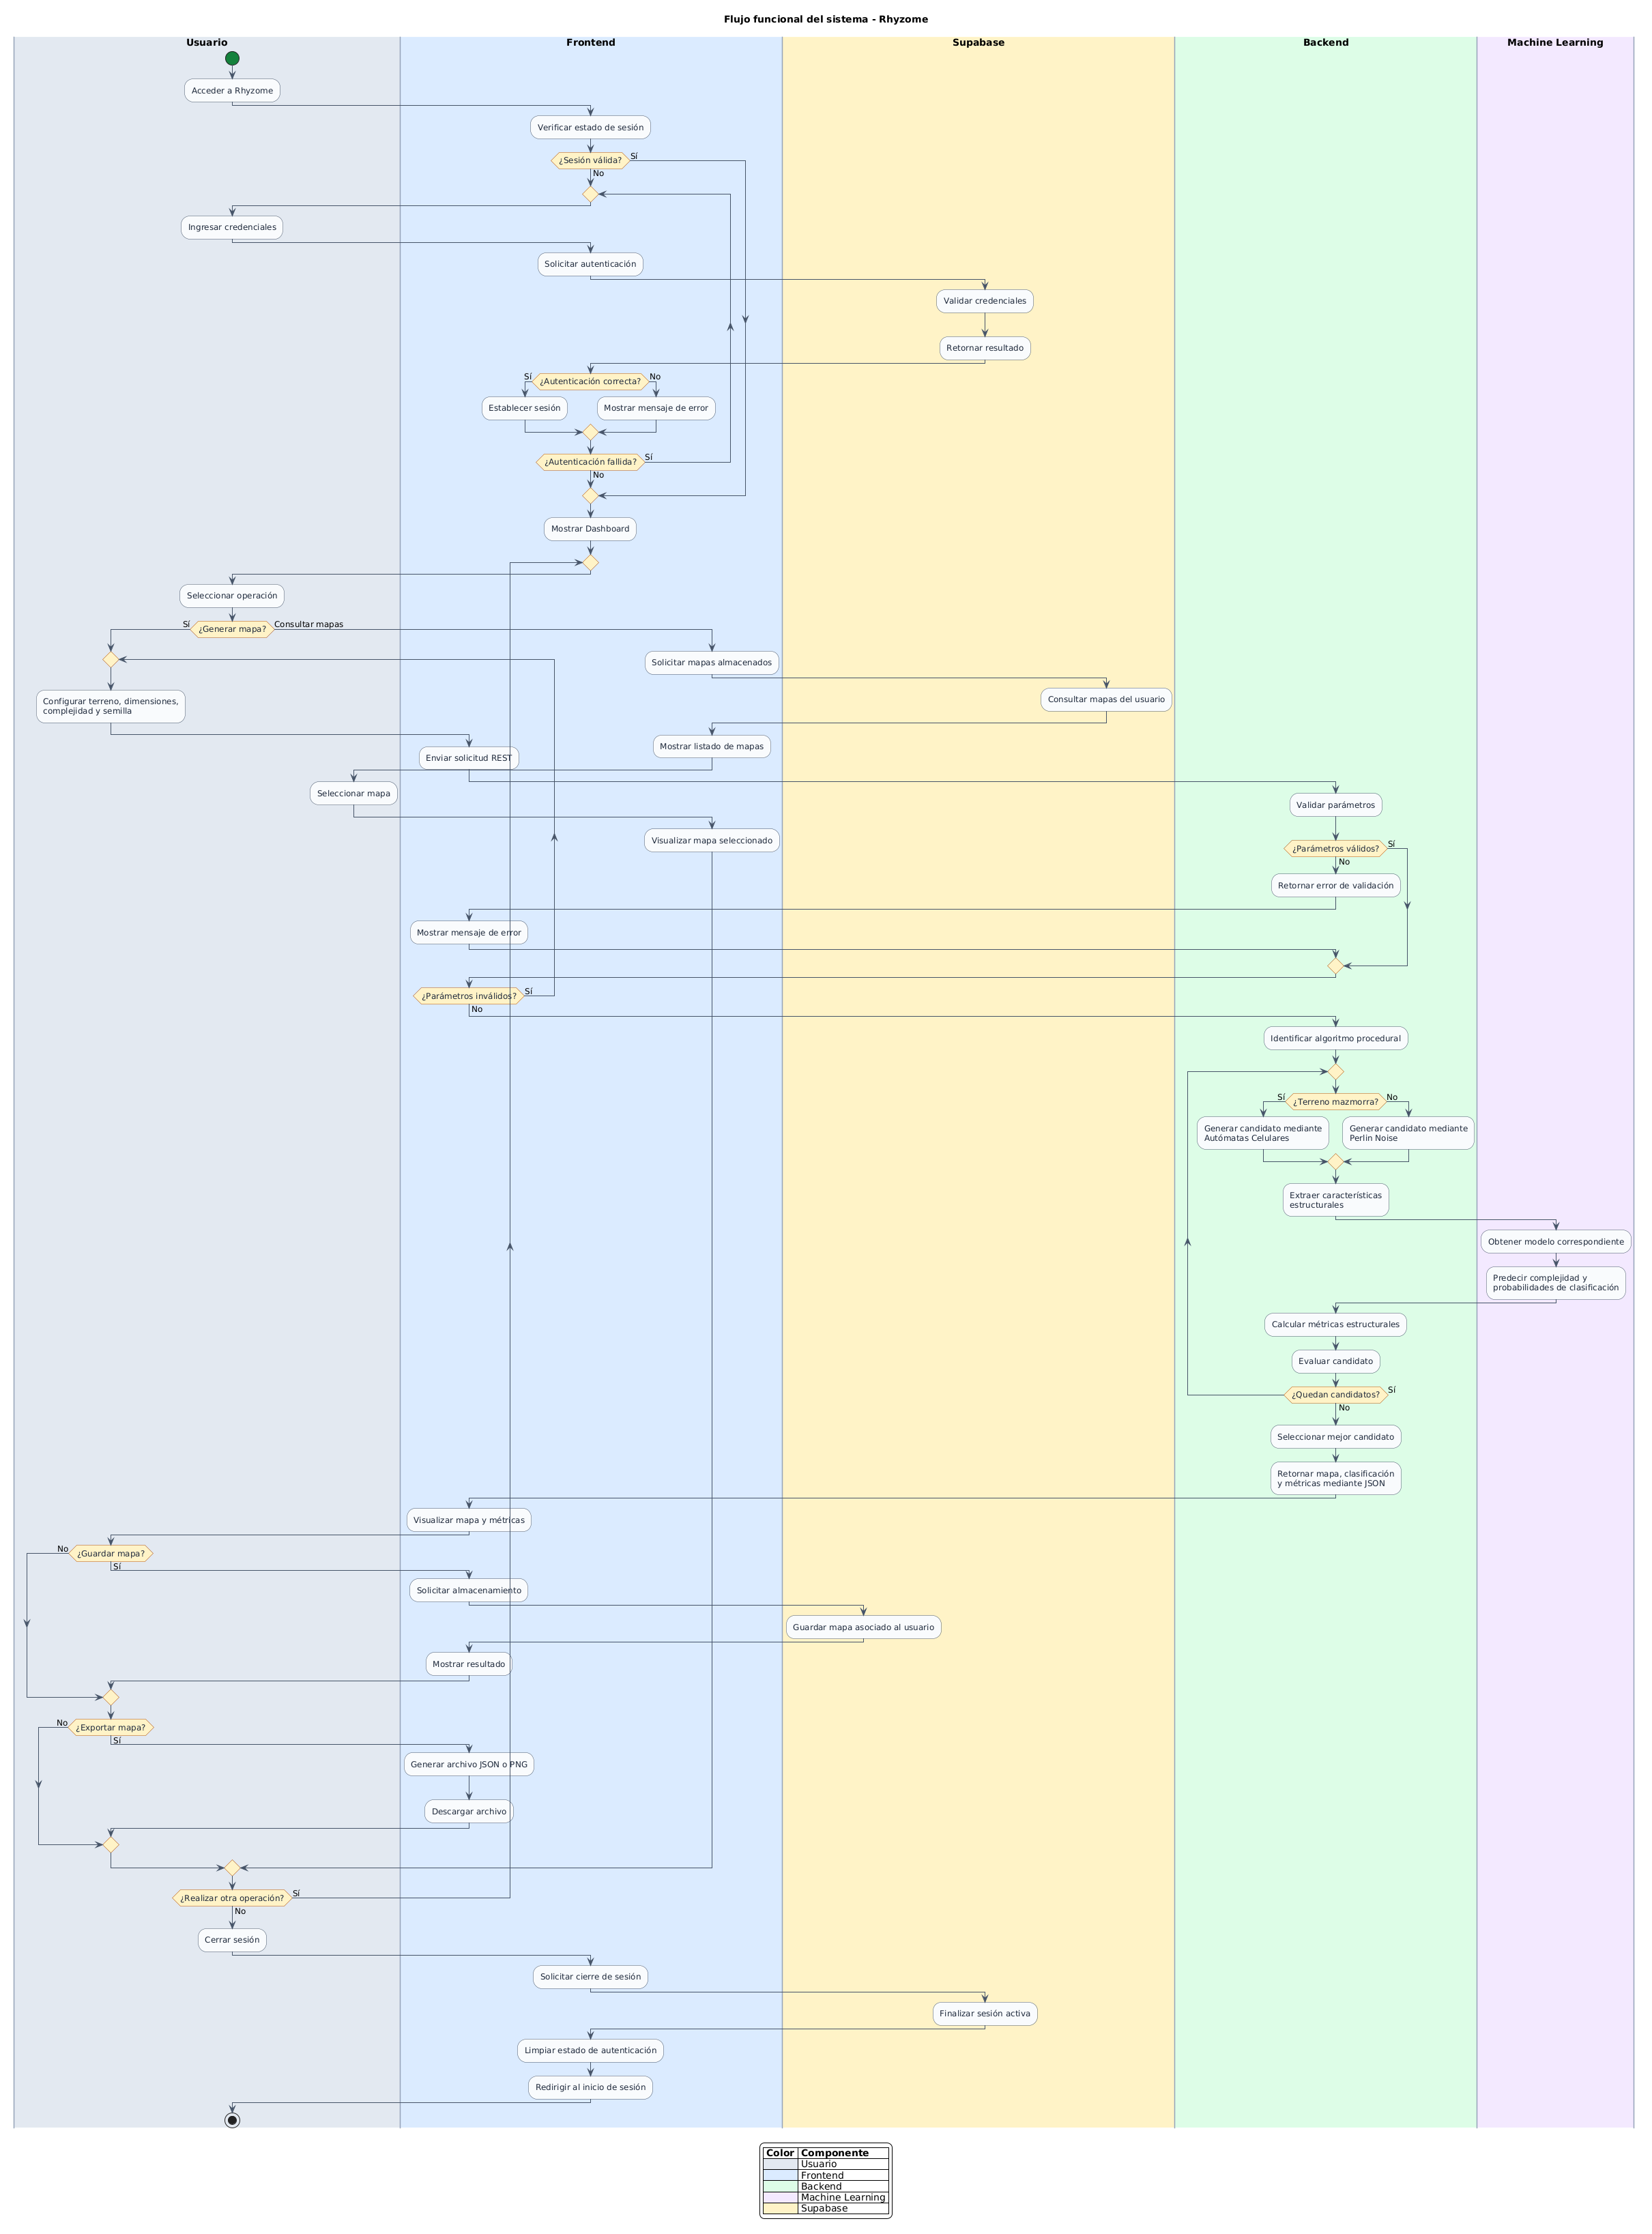 Flujo funcional del sistema - Rhyzome
Usuario
Frontend
Supabase
Backend
Machine Learning
Acceder a Rhyzome
Verificar estado de sesión
¿Sesión válida?
Sí
No
Ingresar credenciales
Solicitar autenticación
Validar credenciales
Retornar resultado
Sí
¿Autenticación correcta?
No
Establecer sesión
Mostrar mensaje de error
¿Autenticación fallida?
Sí
No
Mostrar Dashboard
Seleccionar operación
Sí
¿Generar mapa?
Consultar mapas
Solicitar mapas almacenados
Configurar terreno, dimensiones,
complejidad y semilla
Consultar mapas del usuario
Mostrar listado de mapas
Enviar solicitud REST
Seleccionar mapa
Validar parámetros
Visualizar mapa seleccionado
¿Parámetros válidos?
Sí
No
Retornar error de validación
Mostrar mensaje de error
¿Parámetros inválidos?
Sí
No
Identificar algoritmo procedural
Sí
¿Terreno mazmorra?
No
Generar candidato mediante
Autómatas Celulares
Generar candidato mediante
Perlin Noise
Extraer características
estructurales
Obtener modelo correspondiente
Predecir complejidad y
probabilidades de clasificación
Calcular métricas estructurales
Evaluar candidato
¿Quedan candidatos?
Sí
No
Seleccionar mejor candidato
Retornar mapa, clasificación
y métricas mediante JSON
Visualizar mapa y métricas
No
¿Guardar mapa?
Sí
Solicitar almacenamiento
Guardar mapa asociado al usuario
Mostrar resultado
No
¿Exportar mapa?
Sí
Generar archivo JSON o PNG
Descargar archivo
¿Realizar otra operación?
Sí
No
Cerrar sesión
Solicitar cierre de sesión
Finalizar sesión activa
Limpiar estado de autenticación
Redirigir al inicio de sesión
Color Componente
Usuario
Frontend
Backend
Machine Learning
Supabase